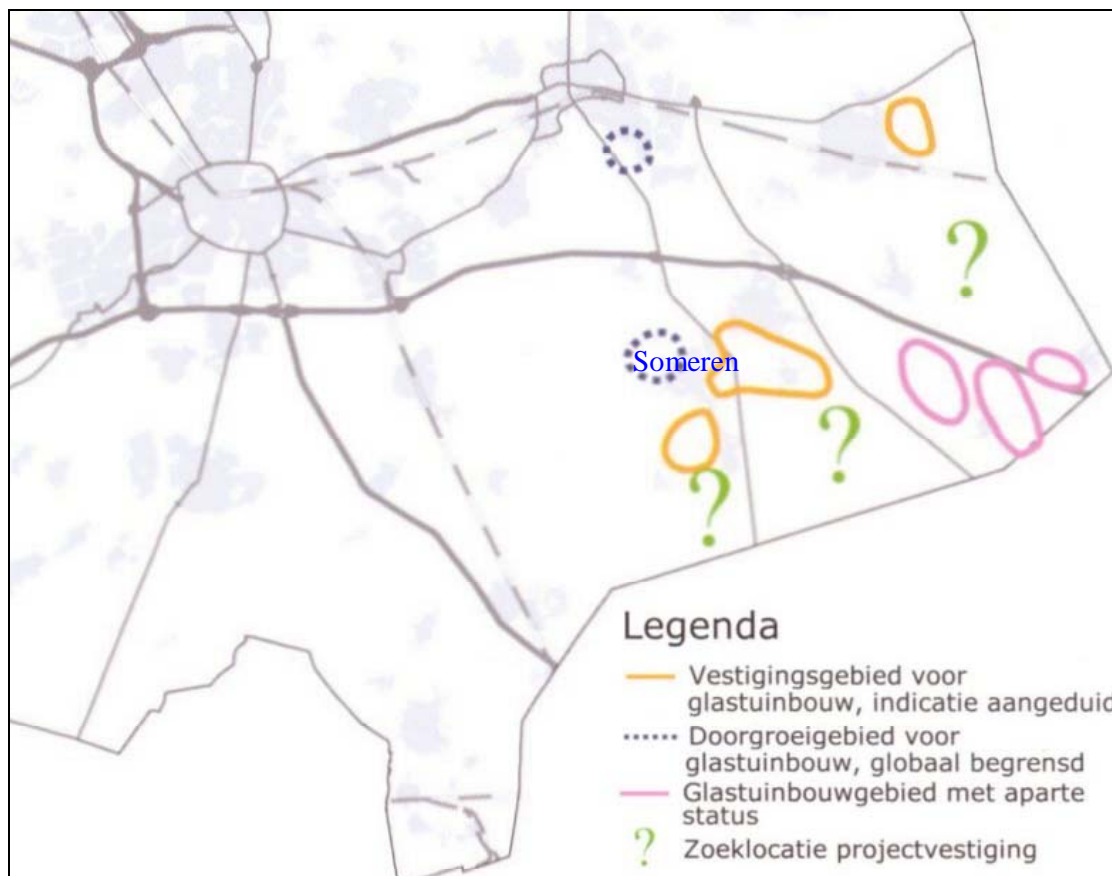 ?
Someren
?
?
Legenda
Vestigingsgebied voor
glastuinbouw, indicatie aangeduid
Doorgroeigebied voor
glastuinbouw, globaal begrensd
Glastuinbouwgebied met aparte
status
? Zoeklocatie projectvestiging